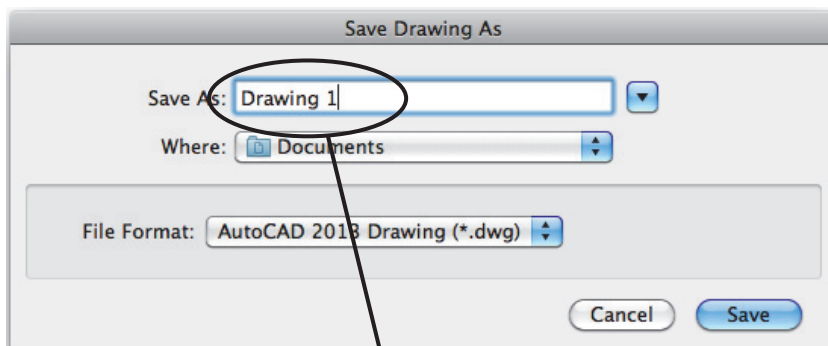 Save Drawing As
Save As: Drawing 1
Where: Documents
File Format: AutoCAD 2013 Drawing (*.dwg)
Cancel Save